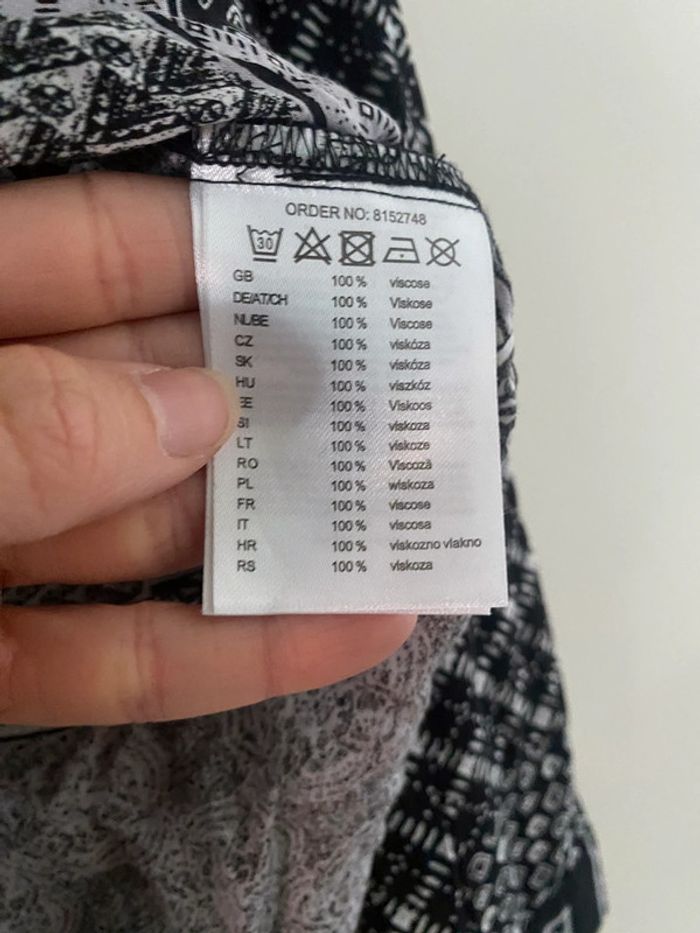 ORDER NO: 8152748
30
GB 100 % viscose
DE/AT/CH 100 % Viskose
NL/BE 100 % Viscose
CZ 100 % viskóza
SK 100 % viskóza
HU 100 % viszkóz
EE 100 % Viskoos
SI 100 % viskoza
LT 100 % viskoze
RO 100 % Viscoză
PL 100 % wiskoza
FR 100 % viscose
IT 100 % viscosa
HR 100 % viskozno vlakno
RS 100 % viskoza